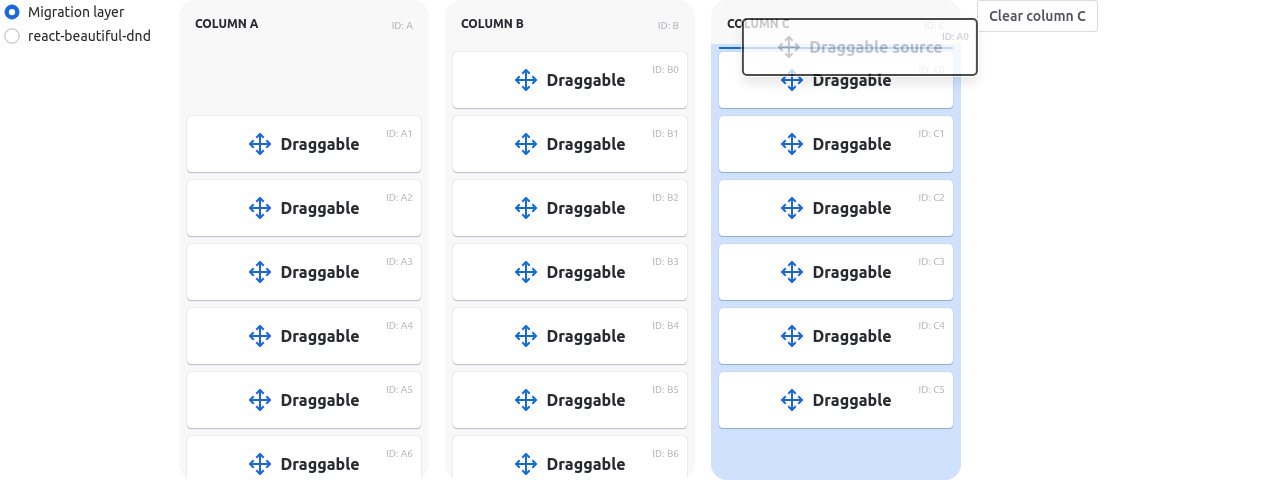 Migration layer
react-beautiful-dnd
COLUMN A
ID: A
Draggable
ID: A1
Draggable
ID: A2
Draggable
ID: A3
Draggable
ID: A4
Draggable
ID: A5
Draggable
ID: A6
COLUMN B
ID: B
Draggable
ID: B0
Draggable
ID: B1
Draggable
ID: B2
Draggable
ID: B3
Draggable
ID: B4
Draggable
ID: B5
Draggable
ID: B6
COLUMN C
ID: C
Draggable source
ID: A0
Draggable
ID: C0
Draggable
ID: C1
Draggable
ID: C2
Draggable
ID: C3
Draggable
ID: C4
Draggable
ID: C5
Clear column C